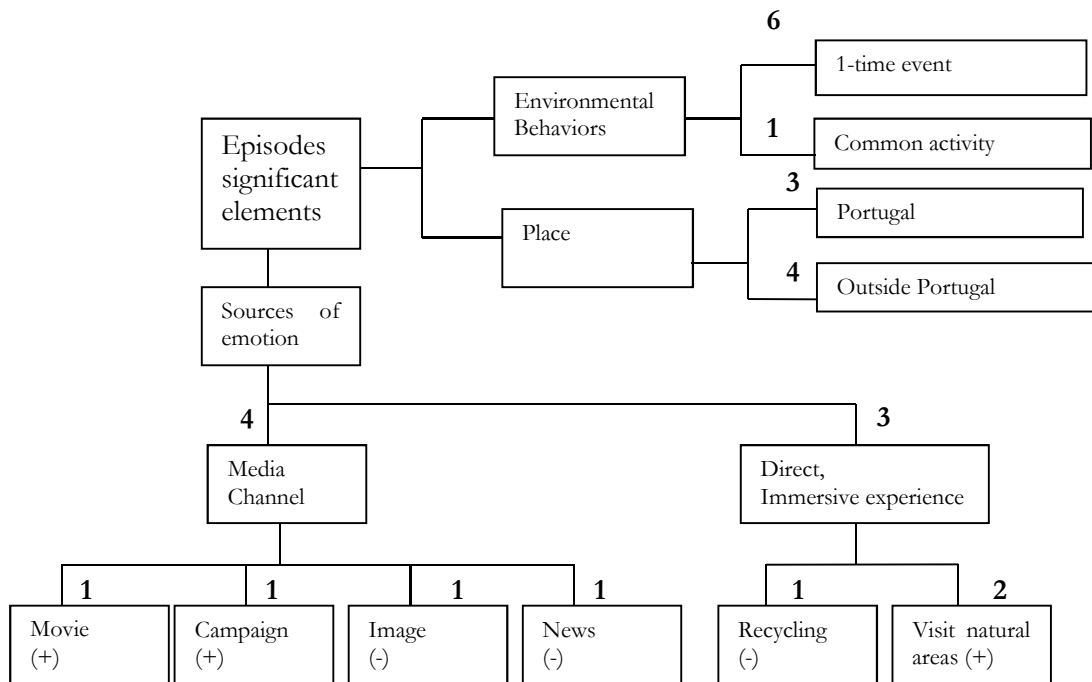 6
1-time event
Environmental
Behaviors
1
Common activity
Episodes
significant
elements
3
Portugal
Place
4
Outside Portugal
Sources of
emotion
4
3
Media
Channel
Direct,
Immersive experience
1
1
1
1
1
2
Movie
(+)
Campaign
(+)
Image
(-)
News
(-)
Recycling
(-)
Visit natural
areas (+)